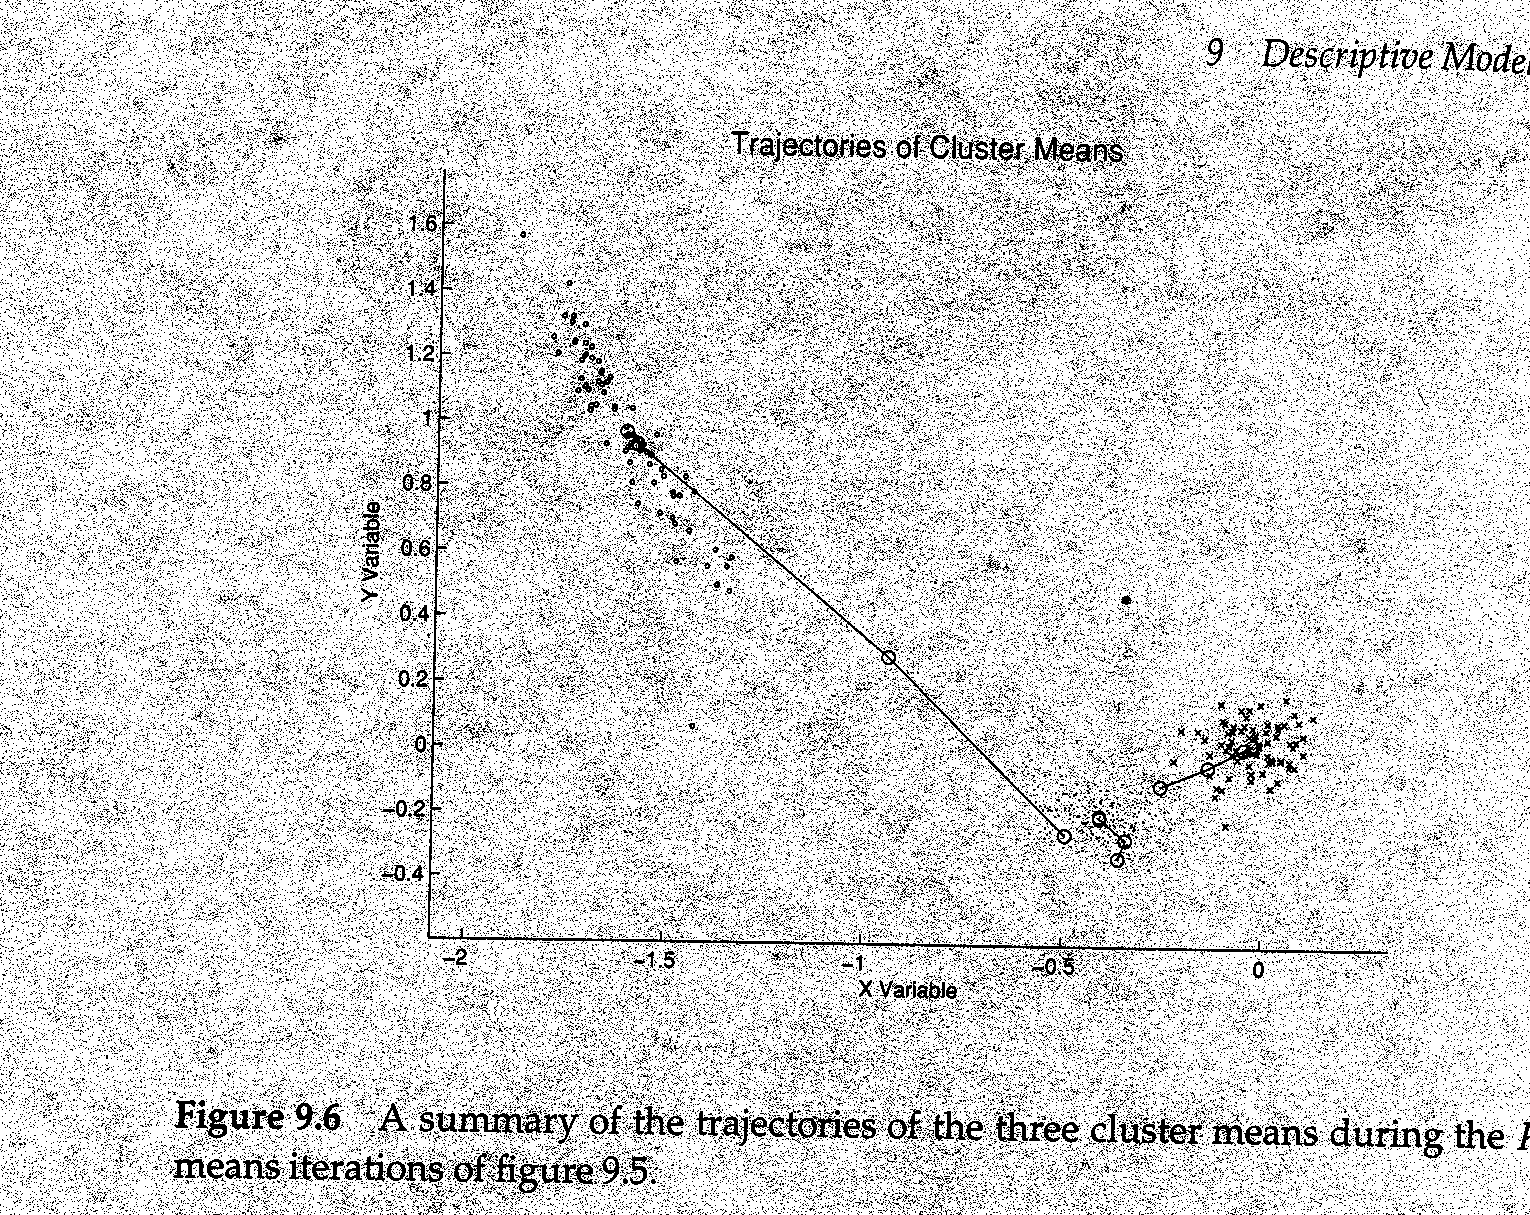 9 Descriptive Model
Trajectories of Cluster Means
1.6
1.4
1.2
1
0.8
0.6
0.4
0.2
0
−0.2
−0.4
Y Variable
−2 −1.5 −1 −0.5 0
X Variable
Figure 9.6 A summary of the trajectories of the three cluster means during the
means iterations of figure 9.5.